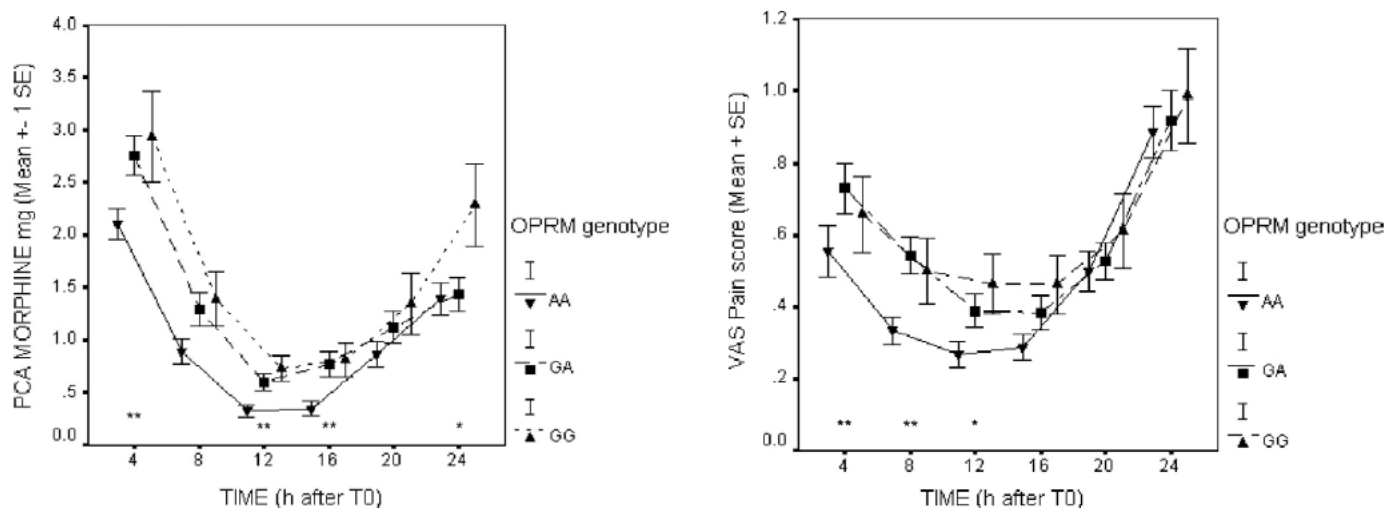 4.0
3.5
3.0
2.5
2.0
1.5
1.0
.5
0.0
PCA MORPHINE mg (Mean +- 1 SE)
** ** ** *
4 8 12 16 20 24
TIME (h after T0)
OPRM genotype
AA
GA
GG
1.2
1.0
.8
.6
.4
.2
0.0
VAS Pain score (Mean + SE)
** ** *
4 8 12 16 20 24
TIME (h after T0)
OPRM genotype
AA
GA
GG